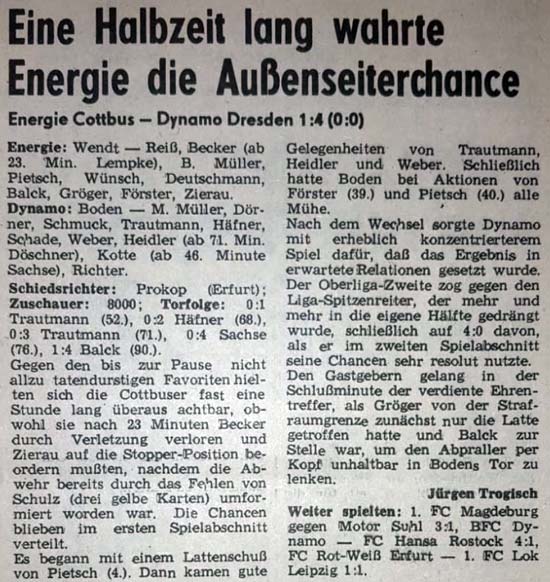 Eine Halbzeit lang wahrte
Energie die Außenseiterchance
Energie Cottbus — Dynamo Dresden 1:4 (0:0)
Energie: Wendt — Reiß, Becker (ab
23. Min. Lempke), B. Müller,
Pietsch, Wünsch, Deutschmann,
Balck, Gröger, Förster, Zierau.
Dynamo: Boden — M. Müller, Dör-
ner, Schmuck, Trautmann, Häfner,
Schade, Weber, Heidler (ab 71. Min.
Döschner), Kotte (ab 46. Minute
Sachse), Richter.
Schiedsrichter: Prokop (Erfurt);
Zuschauer: 8000; Torfolge: 0:1
Trautmann (52.), 0:2 Häfner (68.),
0:3 Trautmann (71.), 0:4 Sachse
(76.), 1:4 Balck (90.).
Gegen den bis zur Pause nicht
allzu tatendurstigen Favoriten hiel-
ten sich die Cottbuser fast eine
Stunde lang überaus achtbar, ob-
wohl sie nach 23 Minuten Becker
durch Verletzung verloren und
Zierau auf die Stopper-Position be-
ordern mußten, nachdem die Ab-
wehr bereits durch das Fehlen von
Schulz (drei gelbe Karten) umfor-
miert worden war. Die Chancen
blieben im ersten Spielabschnitt
verteilt.
Es begann mit einem Lattenschuß
von Pietsch (4.). Dann kamen gute
Gelegenheiten von Trautmann,
Heidler und Weber. Schließlich
hatte Boden bei Aktionen von
Förster (39.) und Pietsch (40.) alle
Mühe.
Nach dem Wechsel sorgte Dynamo
mit erheblich konzentrierterem
Spiel dafür, daß das Ergebnis in
erwartete Relationen gesetzt wurde.
Der Oberliga-Zweite zog gegen den
Liga-Spitzenreiter, der mehr und
mehr in die eigene Hälfte gedrängt
wurde, schließlich auf 4:0 davon,
als er im zweiten Spielabschnitt
seine Chancen sehr resolut nutzte.
Den Gastgebern gelang in der
Schlußminute der verdiente Ehren-
treffer, als Gröger von der Straf-
raumgrenze zunächst nur die Latte
getroffen hatte und Balck zur
Stelle war, um den Abpraller per
Kopf unhaltbar in Bodens Tor zu
lenken.
Jürgen Trogisch
Weiter spielten: 1. FC Magdeburg
gegen Motor Suhl 3:1, BFC Dy-
namo — FC Hansa Rostock 4:1,
FC Rot-Weiß Erfurt — 1. FC Lok
Leipzig 1:1.